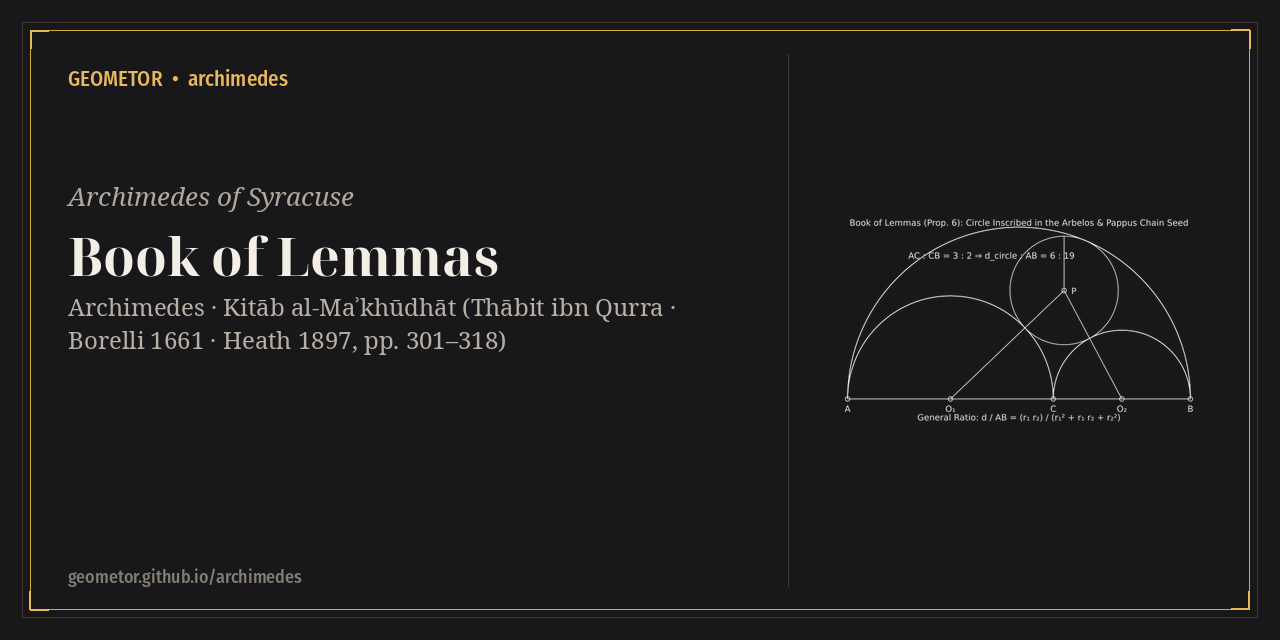 GEOMETOR • archimedes
Archimedes of Syracuse
Book of Lemmas
Archimedes · Kitāb al-Maʾkhūdhāt (Thābit ibn Qurra ·
Borelli 1661 · Heath 1897, pp. 301–318)
geometor.github.io/archimedes
Book of Lemmas (Prop. 6): Circle Inscribed in the Arbelos & Pappus Chain Seed
AC : CB = 3 : 2 ⇒ d_circle : AB = 6 : 19
P
A O₁ C O₂ B
General Ratio: d / AB = (r₁ r₂) / (r₁² + r₁ r₂ + r₂²)